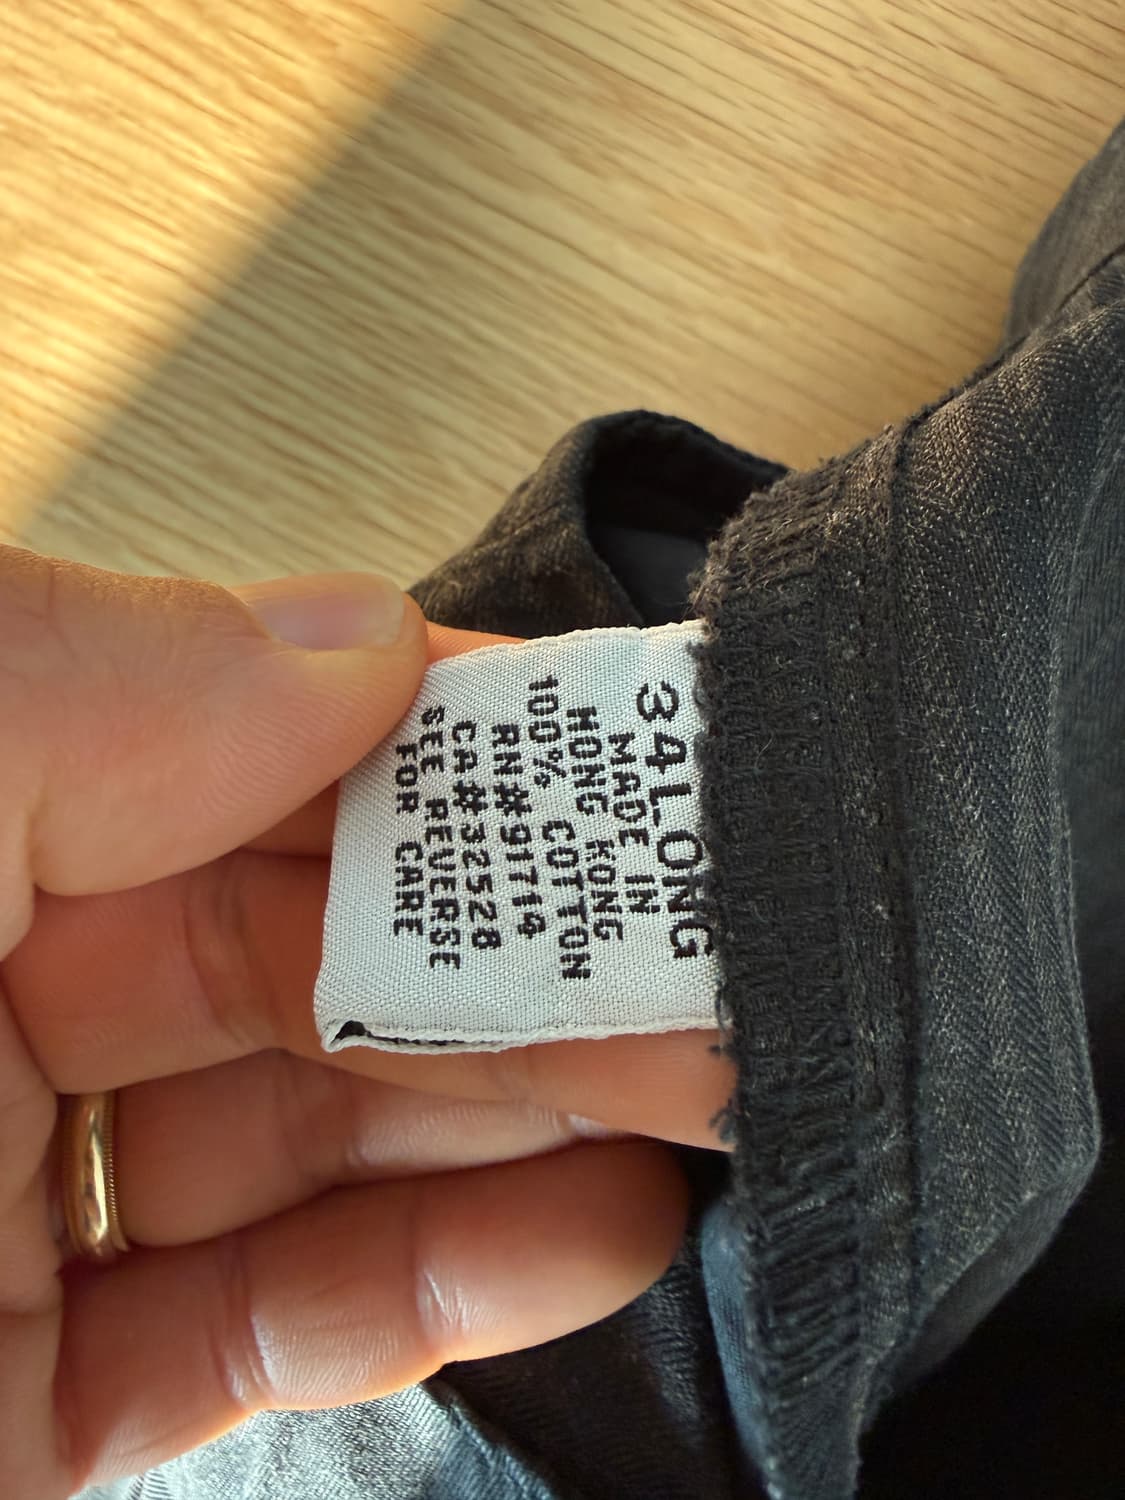 34LONG
MADE IN
HONG KONG
100% COTTON
RN#91714
CA#32528
SEE REVERSE
FOR CARE